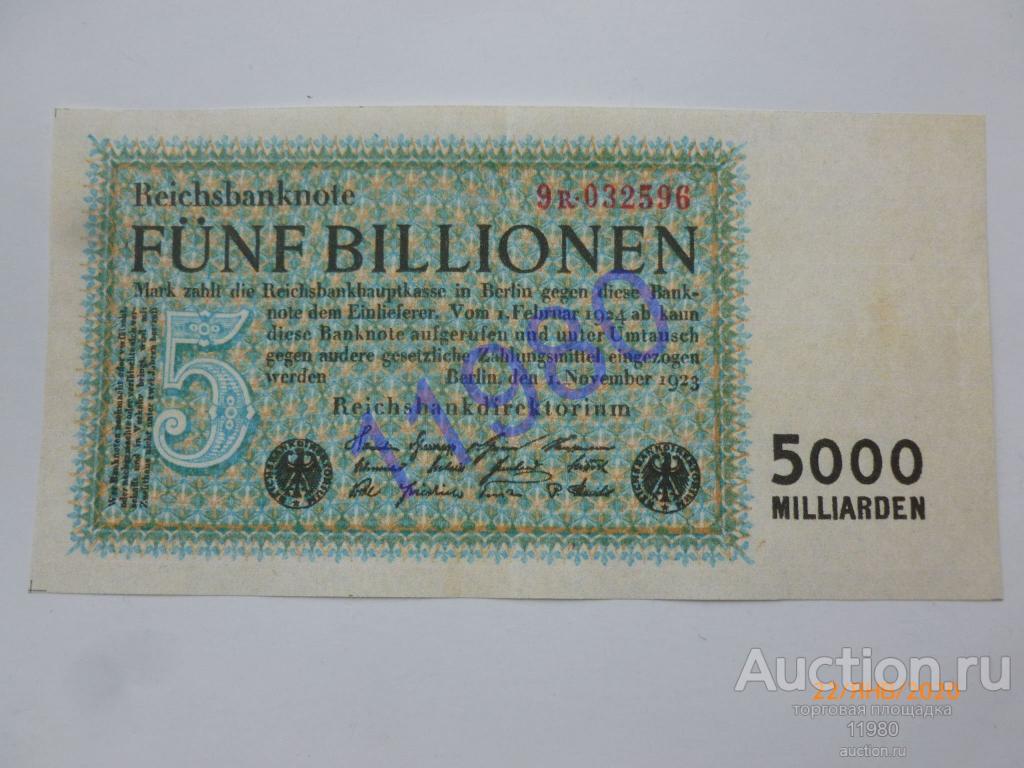 Reichsbanknote
9R·032596
FÜNF BILLIONEN
Mark zahlt die Reichsbankhauptkasse in Berlin gegen diese Bank-
note dem Einlieferer. Vom 1. Februar 1924 ab kann
diese Banknote aufgerufen und unter Umtausch
gegen andere gesetzliche Zahlungsmittel eingezogen
werden Berlin, den 1. November 1923
Reichsbankdirektorium
5
11980
5000
MILLIARDEN
Auction.ru
22/ЯНВ/2020
торговая площадка
11980
auction.ru